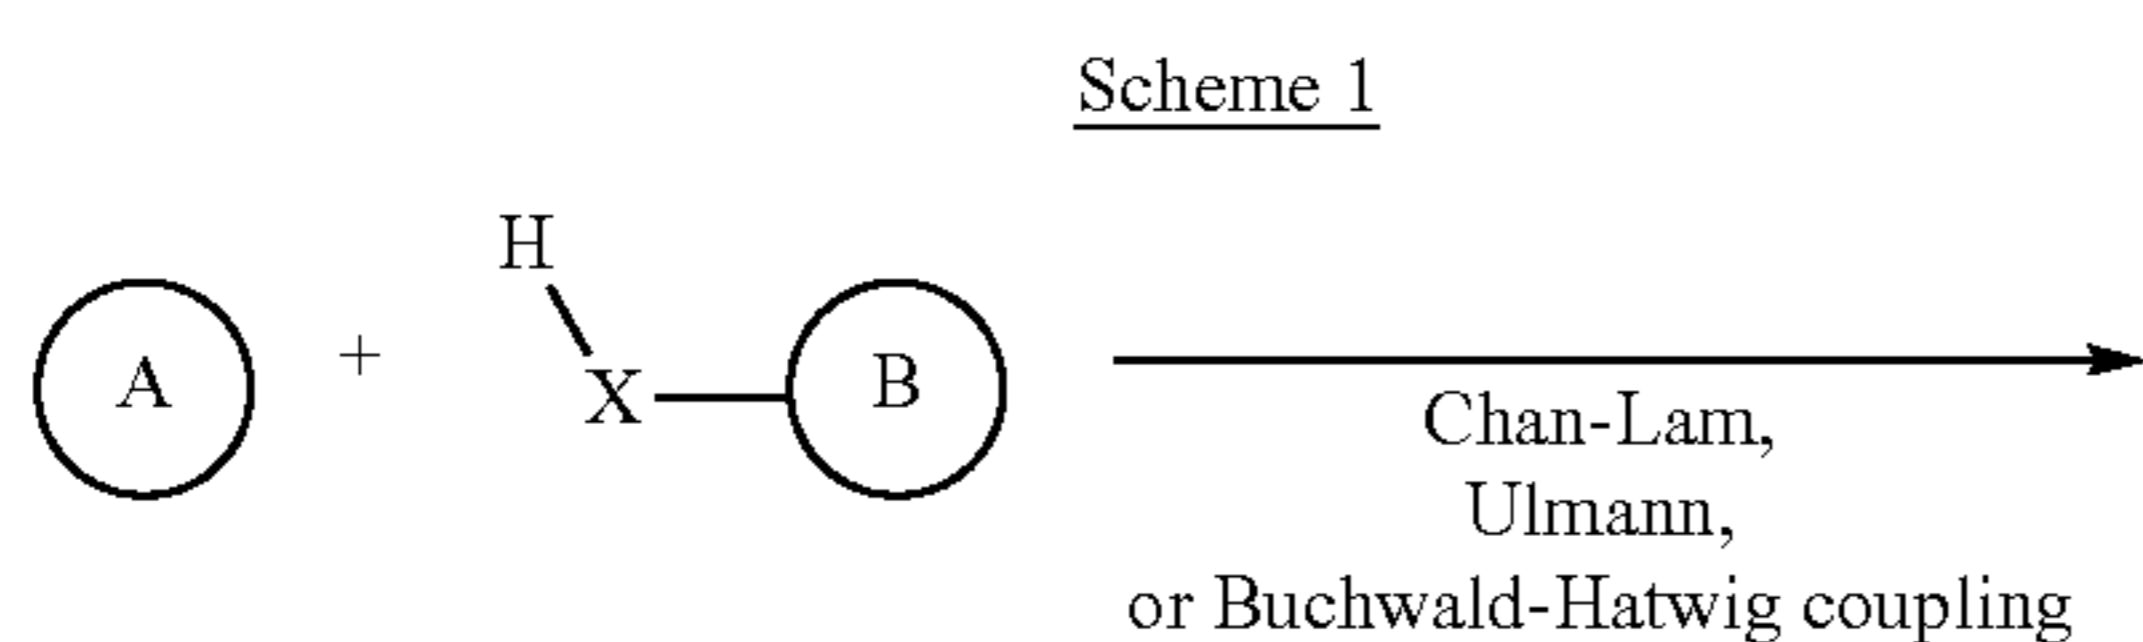 Scheme 1
H
A + X B
Chan-Lam,
Ulmann,
or Buchwald-Hatwig coupling